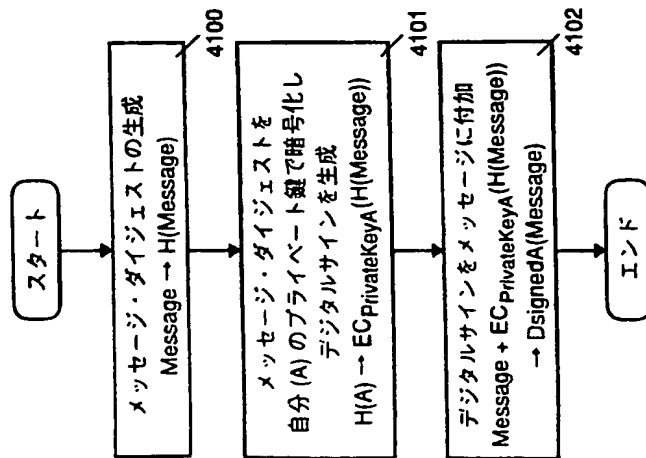 スタート
メッセージ・ダイジェストの生成
Message → H(Message)
4100
メッセージ・ダイジェストを
自分(A)のプライベート鍵で暗号化し
デジタルサインを生成
H(A) → ECPrivateKeyA(H(Message))
4101
デジタルサインをメッセージに付加
Message + ECPrivateKeyA(H(Message))
→ DsignedA(Message)
4102
エンド